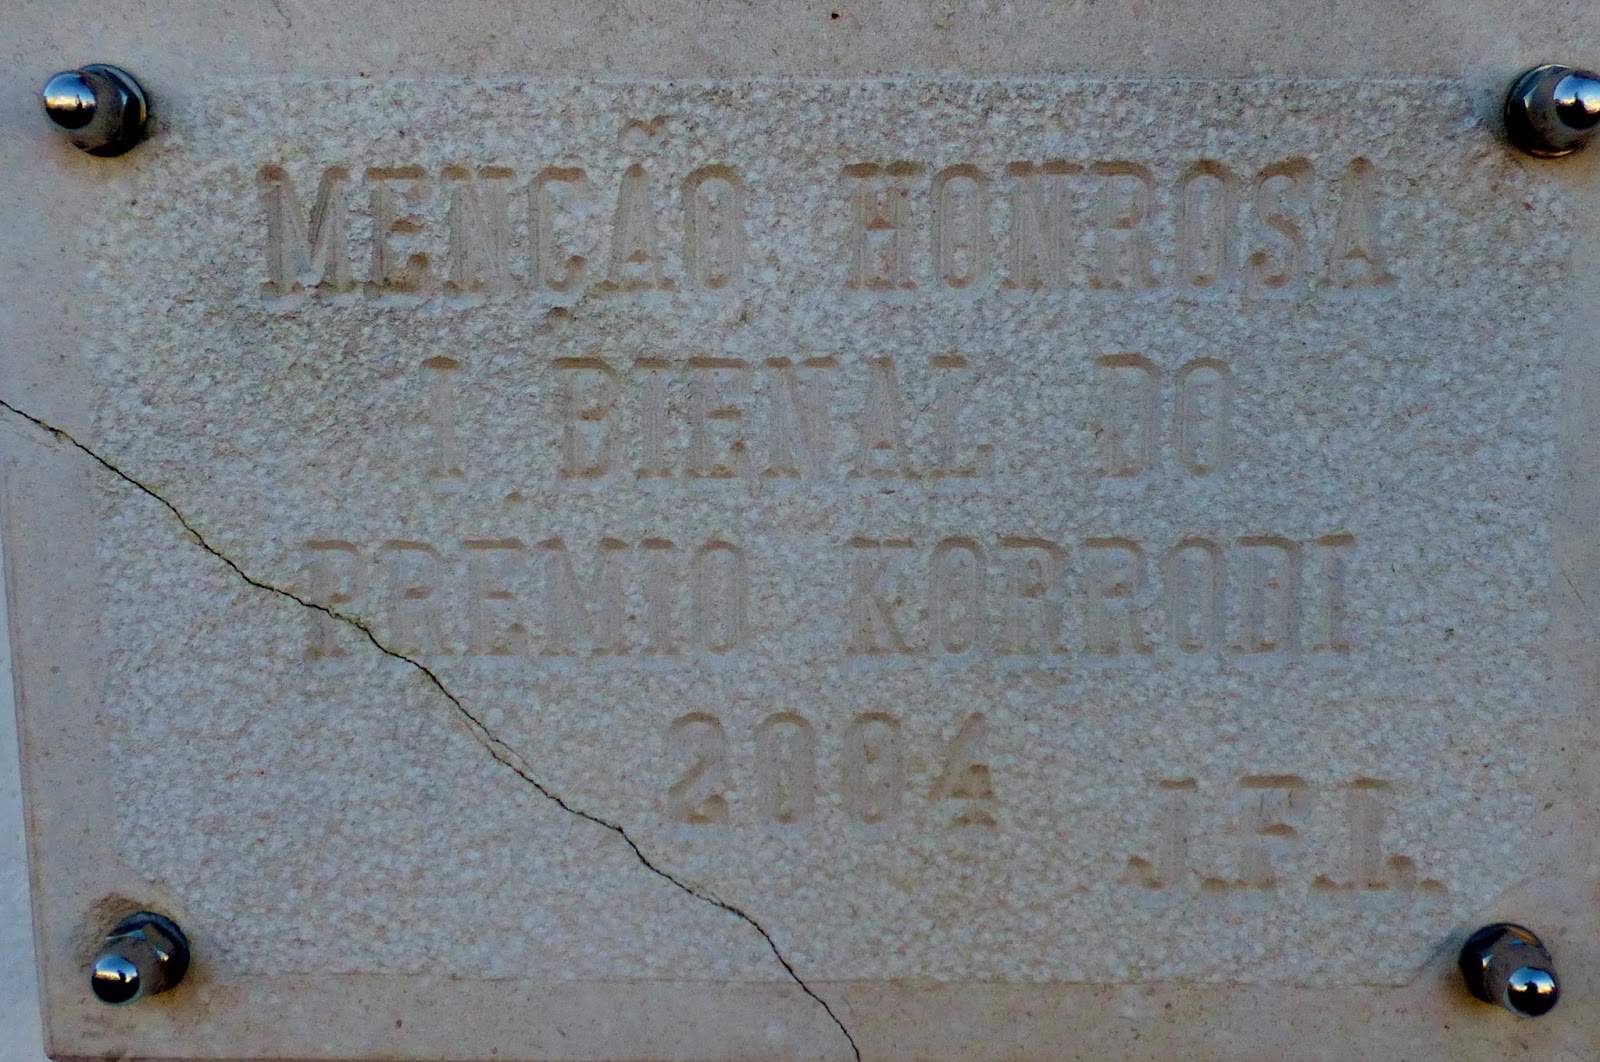 MENÇÃO HONROSA
I BIENAL DO
PREMIO KORRODI
2004
J.F.L.